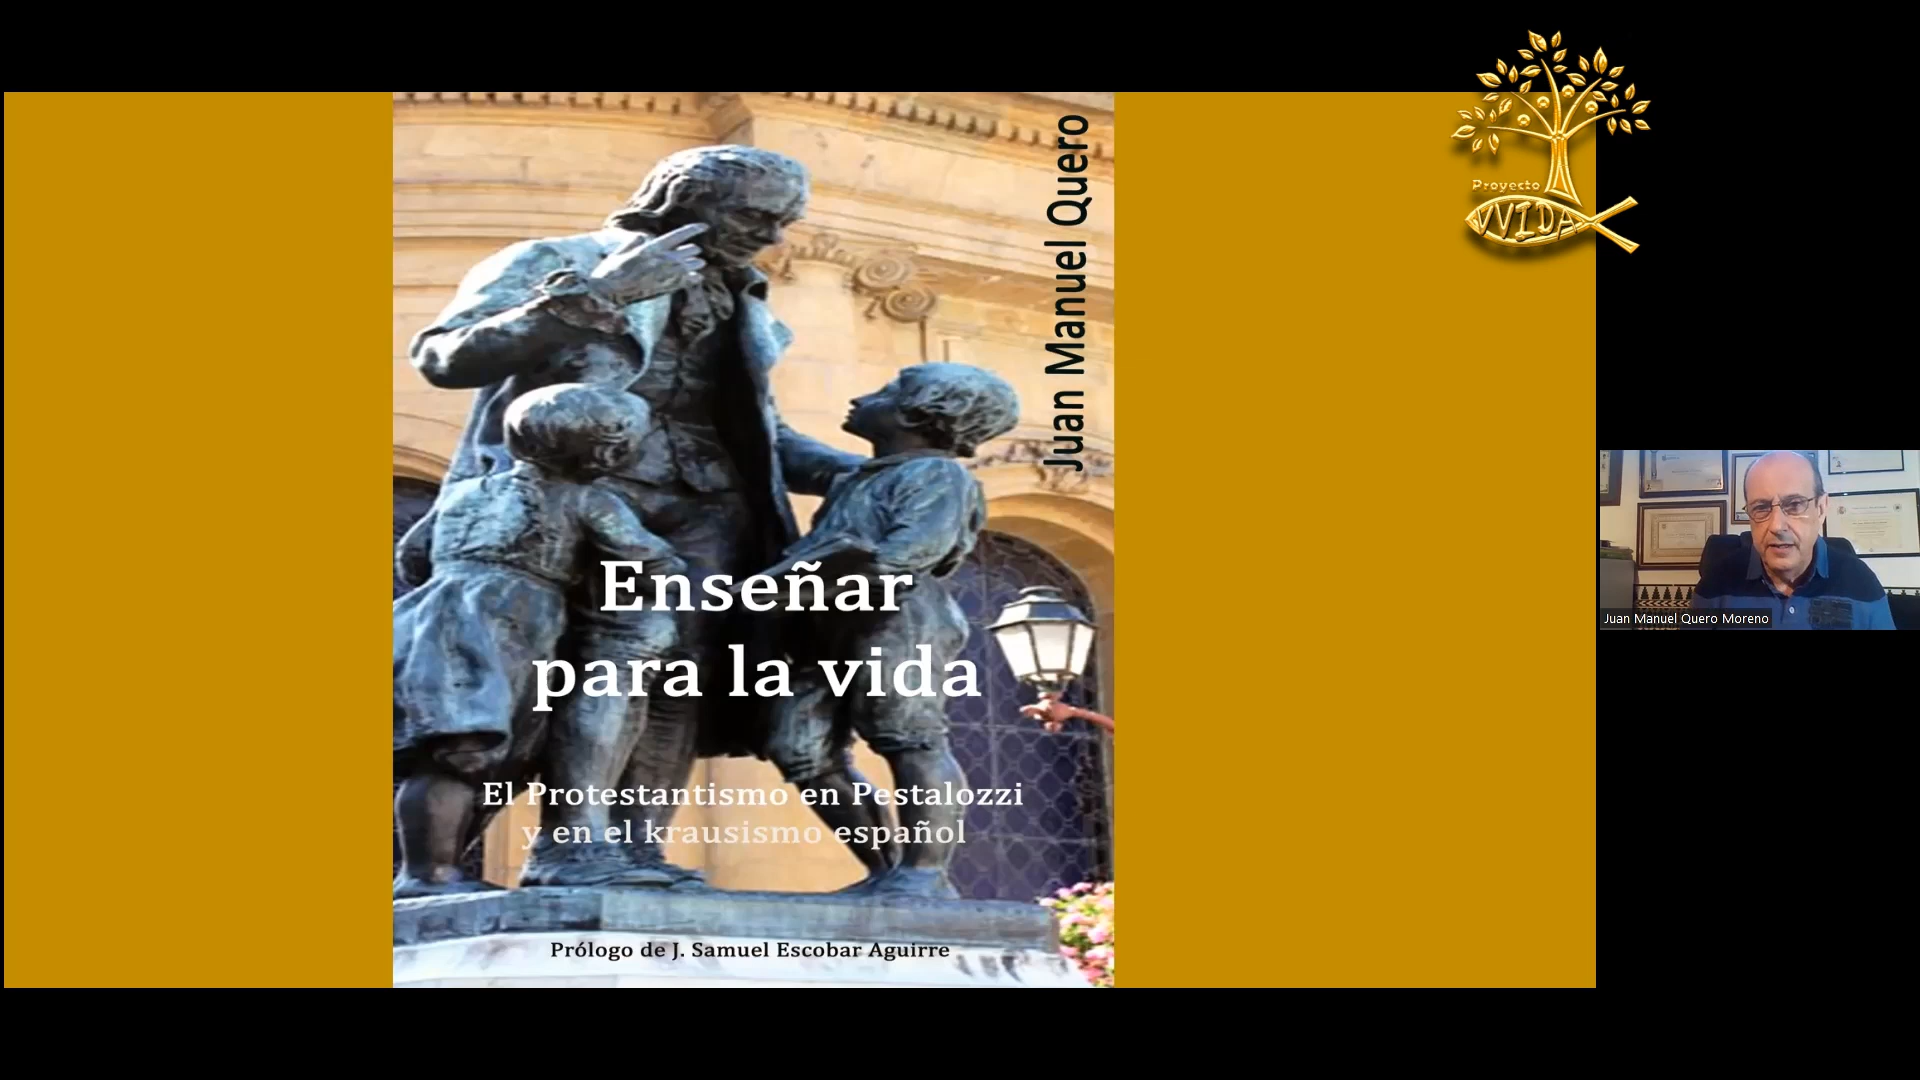 Juan Manuel Quero
Enseñar
para la vida
El Protestantismo en Pestalozzi
y en el krausismo español
Prólogo de J. Samuel Escobar Aguirre
Proyecto
VVIDA
Juan Manuel Quero Moreno